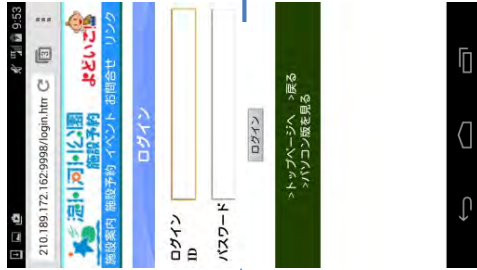 9:53
210.189.172.162:9998/login.htm
3
淀川河川公園
施設予約
よどいこ!
施設案内 施設予約 イベント お問合せ リンク
ログイン
ログイン
ID
パスワード
ログイン
>トップページへ >戻る
>パソコン版を見る